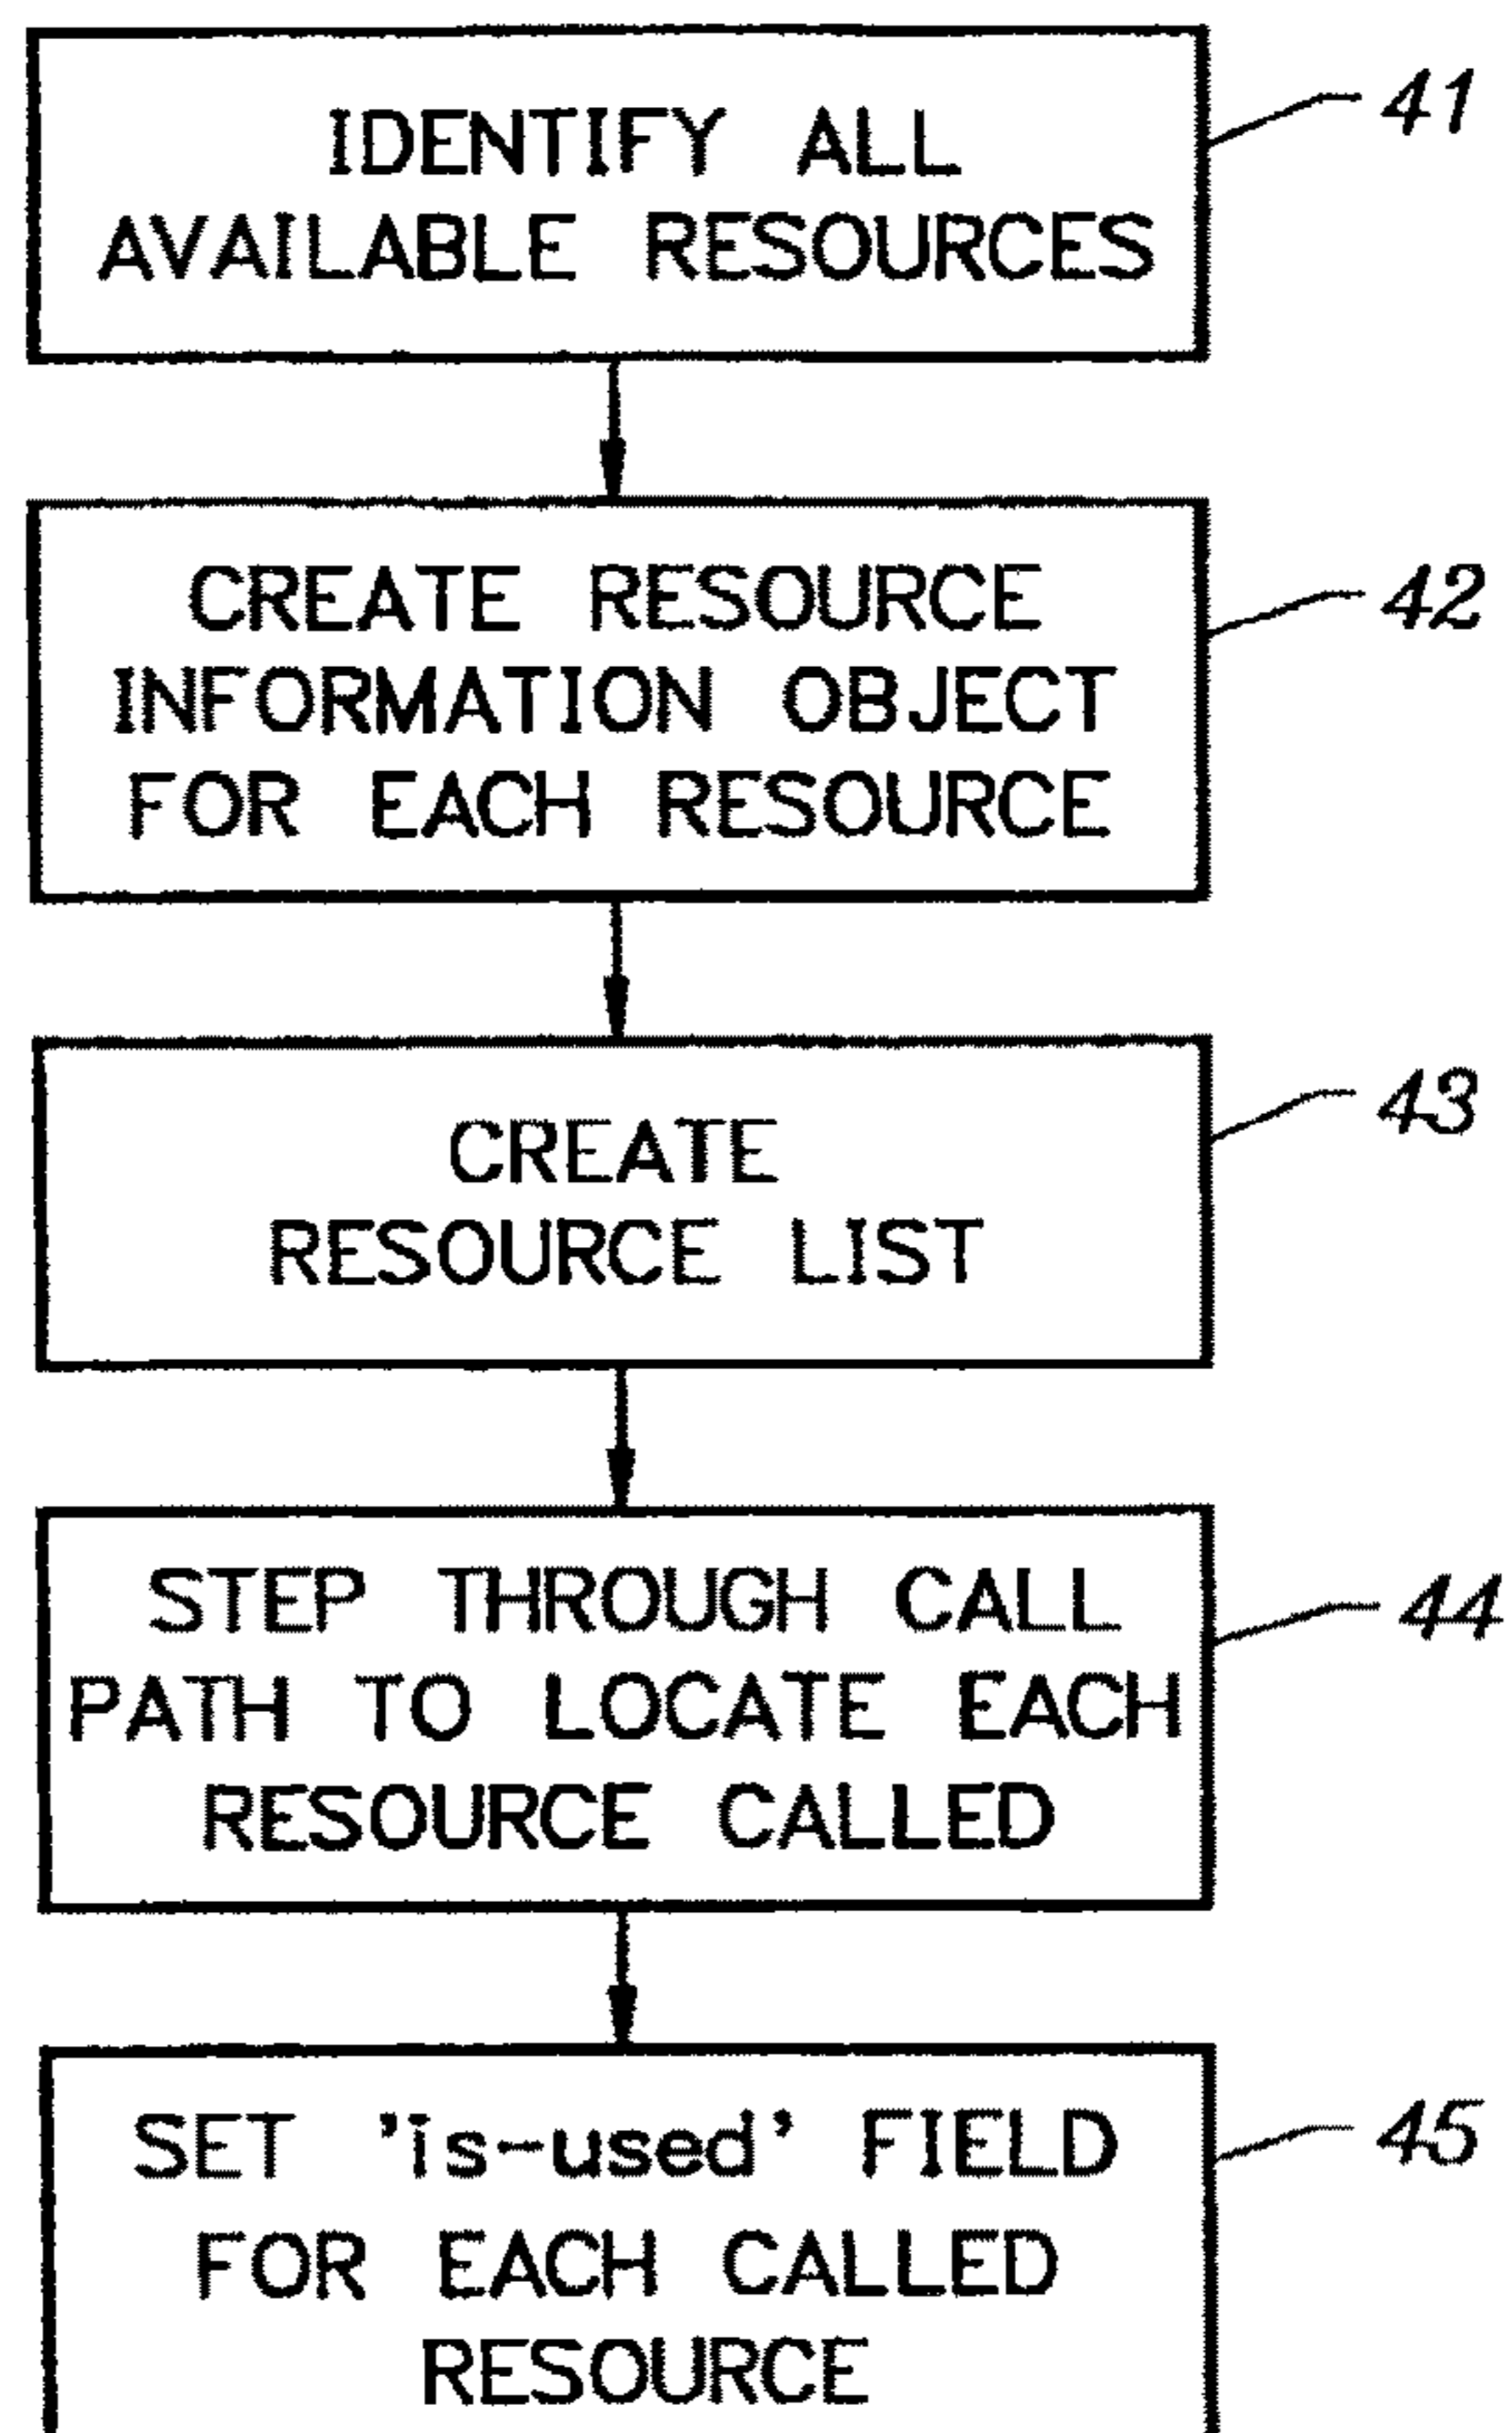 IDENTIFY ALL
AVAILABLE RESOURCES
41
CREATE RESOURCE
INFORMATION OBJECT
FOR EACH RESOURCE
42
CREATE
RESOURCE LIST
43
STEP THROUGH CALL
PATH TO LOCATE EACH
RESOURCE CALLED
44
SET 'is-used' FIELD
FOR EACH CALLED
RESOURCE
45